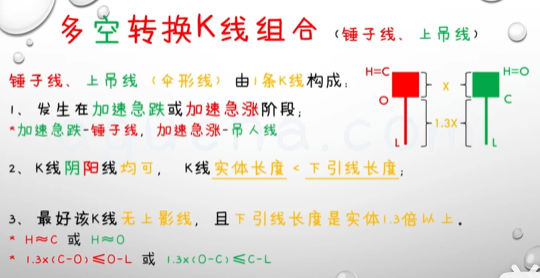 多空转换K线组合（锤子线、上吊线）
锤子线、上吊线（伞形线）由1条K线构成；
H=C
O
L
X
1.3X
H=O
C
L
1、发生在加速急跌或加速急涨阶段；
*加速急跌-锤子线，加速急涨-吊人线
2、K线阴阳线均可，K线实体长度＜下引线长度；
3、最好该K线无上影线，且下引线长度是实体1.3倍以上。
* H≈C 或 H≈O
* 1.3x(C-O)≤O-L 或 1.3x(O-C)≤C-L